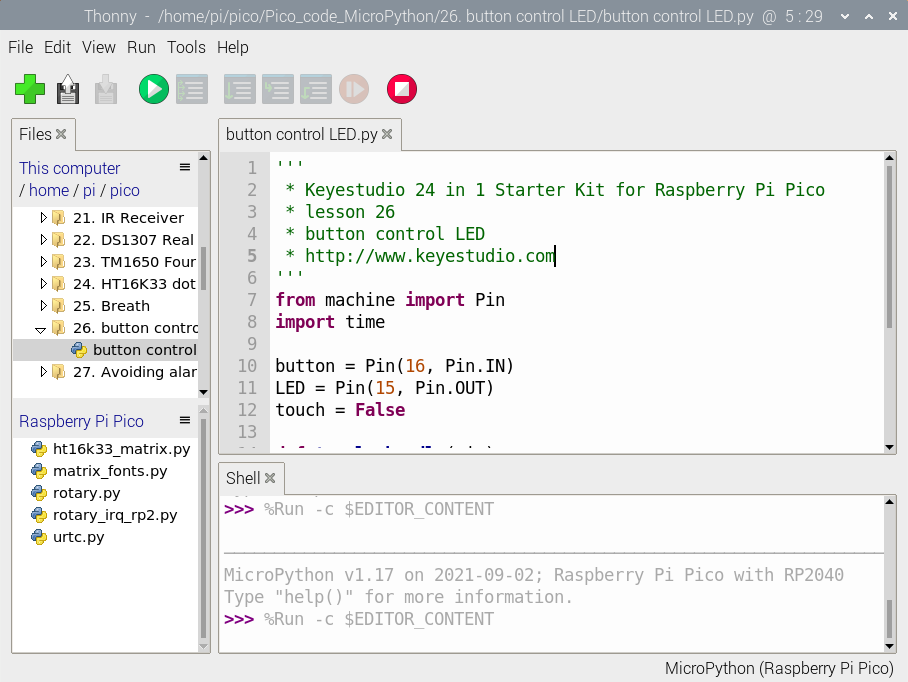 Thonny - /home/pi/pico/Pico_code_MicroPython/26. button control LED/button control LED.py @ 5 : 29
File Edit View Run Tools Help
Files
This computer
/ home / pi / pico
21. IR Receiver
22. DS1307 Real
23. TM1650 Four
24. HT16K33 dot
25. Breath
26. button contro
button control
27. Avoiding alar
Raspberry Pi Pico
ht16k33_matrix.py
matrix_fonts.py
rotary.py
rotary_irq_rp2.py
urtc.py
button control LED.py
1 '''
2 * Keyestudio 24 in 1 Starter Kit for Raspberry Pi Pico
3 * lesson 26
4 * button control LED
5 * http://www.keyestudio.com
6 '''
7 from machine import Pin
8 import time
9
10 button = Pin(16, Pin.IN)
11 LED = Pin(15, Pin.OUT)
12 touch = False
13
Shell
>>> %Run -c $EDITOR_CONTENT
MicroPython v1.17 on 2021-09-02; Raspberry Pi Pico with RP2040
Type "help()" for more information.
>>> %Run -c $EDITOR_CONTENT
MicroPython (Raspberry Pi Pico)